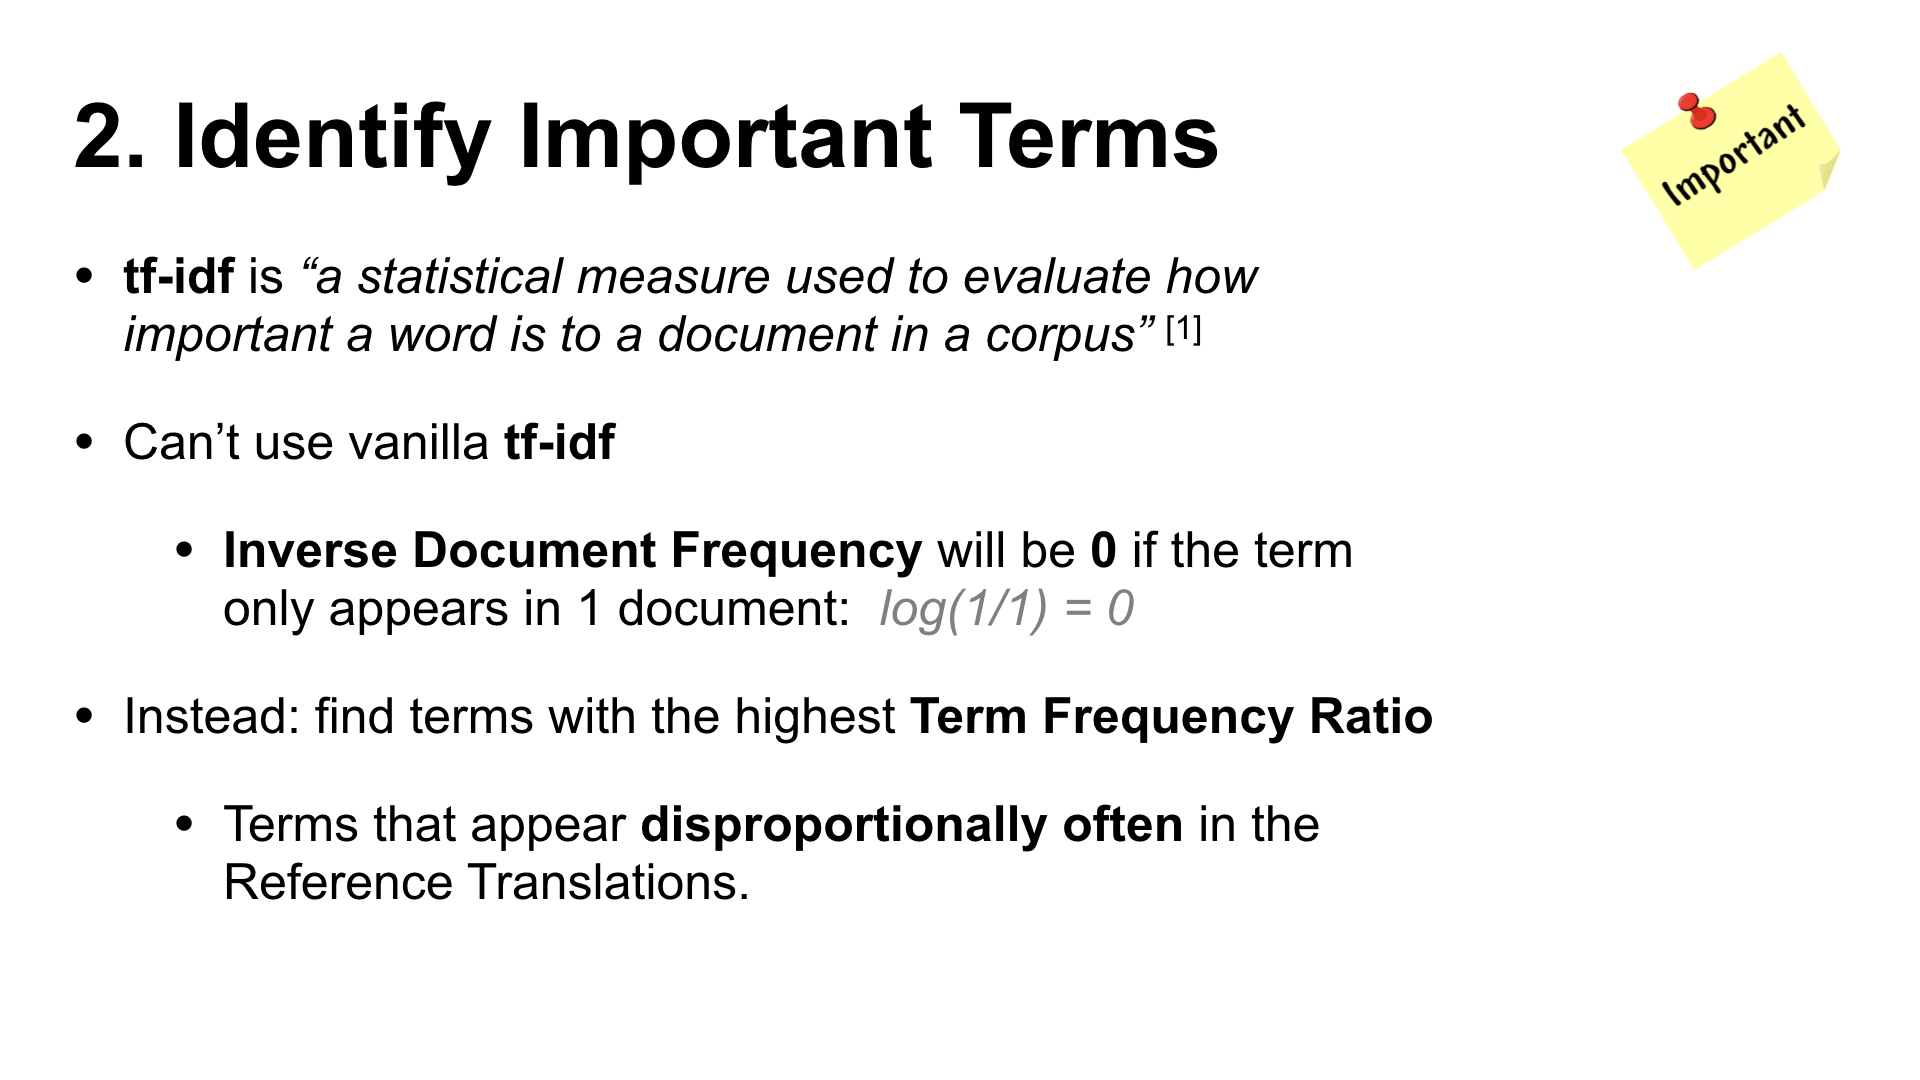 2. Identify Important Terms
Important
• tf-idf is “a statistical measure used to evaluate how
important a word is to a document in a corpus” [1]
• Can’t use vanilla tf-idf
• Inverse Document Frequency will be 0 if the term
only appears in 1 document: log(1/1) = 0
• Instead: find terms with the highest Term Frequency Ratio
• Terms that appear disproportionally often in the
Reference Translations.